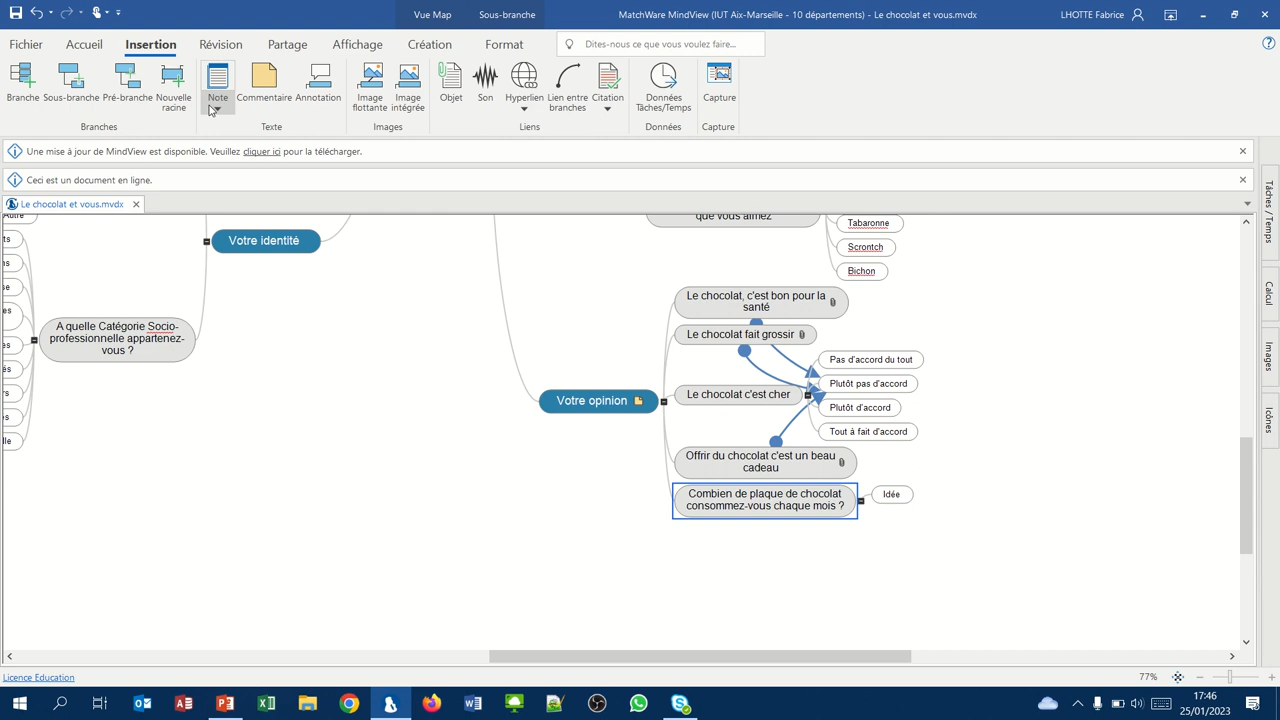 Vue Map
Sous-branche
MatchWare MindView (IUT Aix-Marseille - 10 départements) - Le chocolat et vous.mvdx
LHOTTE Fabrice
Fichier
Accueil
Insertion
Révision
Partage
Affichage
Création
Format
Dites-nous ce que vous voulez faire...
Branche
Sous-branche
Pré-branche
Nouvelle
racine
Note
Commentaire
Annotation
Image
flottante
Image
intégrée
Objet
Son
Hyperlien
Lien entre
branches
Citation
Données
Tâches/Temps
Capture
Branches
Texte
Images
Liens
Données
Capture
Une mise à jour de MindView est disponible. Veuillez cliquer ici pour la télécharger.
Ceci est un document en ligne.
Le chocolat et vous.mvdx
Autre
que vous aimez
Tabaronne
Scrontch
Bichon
Votre identité
A quelle Catégorie Socio-
professionnelle appartenez-
vous ?
Le chocolat, c'est bon pour la
santé
Le chocolat fait grossir
Pas d'accord du tout
Plutôt pas d'accord
Le chocolat c'est cher
Plutôt d'accord
Tout à fait d'accord
Votre opinion
Offrir du chocolat c'est un beau
cadeau
Combien de plaque de chocolat
consommez-vous chaque mois ?
Idée
Tâches / Temps
Calcul
Images
Icônes
Licence Education
77%
17:46
25/01/2023